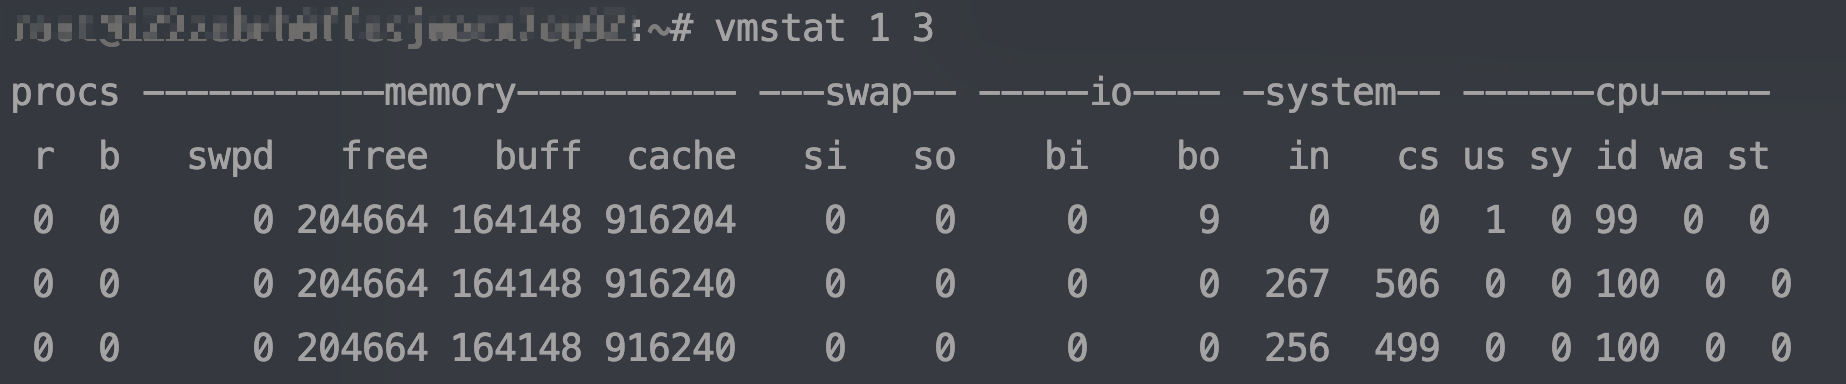 :~# vmstat 1 3
procs -----------memory---------- ---swap-- -----io---- -system-- ------cpu-----
 r  b   swpd   free   buff  cache   si   so    bi    bo   in   cs us sy id wa st
 0  0      0 204664 164148 916204    0    0     0     9    0    0  1  0 99  0  0
 0  0      0 204664 164148 916240    0    0     0     0  267  506  0  0 100  0  0
 0  0      0 204664 164148 916240    0    0     0     0  256  499  0  0 100  0  0